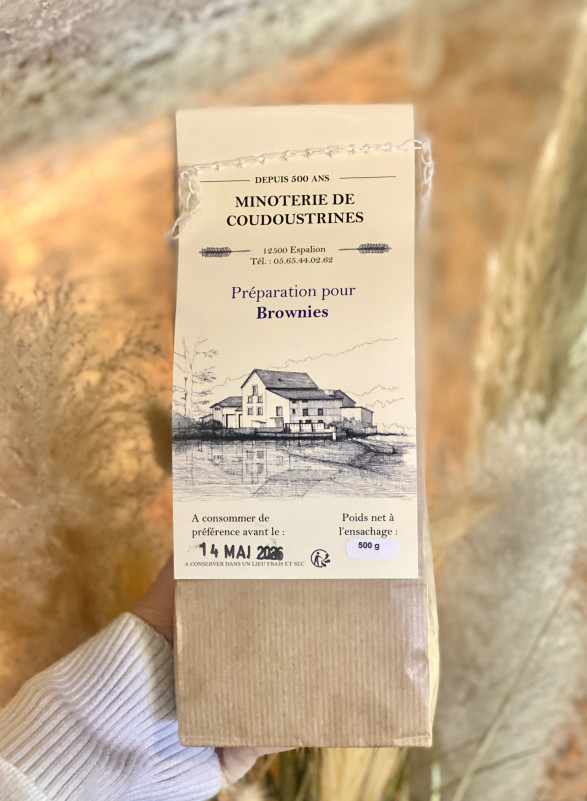 DEPUIS 500 ANS
MINOTERIE DE
COUDOUSTRINES
12500 Espalion
Tél. : 05.65.44.02.62
Préparation pour
Brownies
A consommer de
préférence avant le :
14 MAI 2026
Poids net à
l'ensachage :
500 g
A CONSERVER DANS UN LIEU FRAIS ET SEC